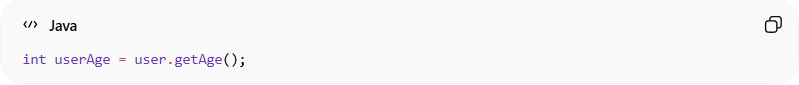 Java
int userAge = user.getAge();